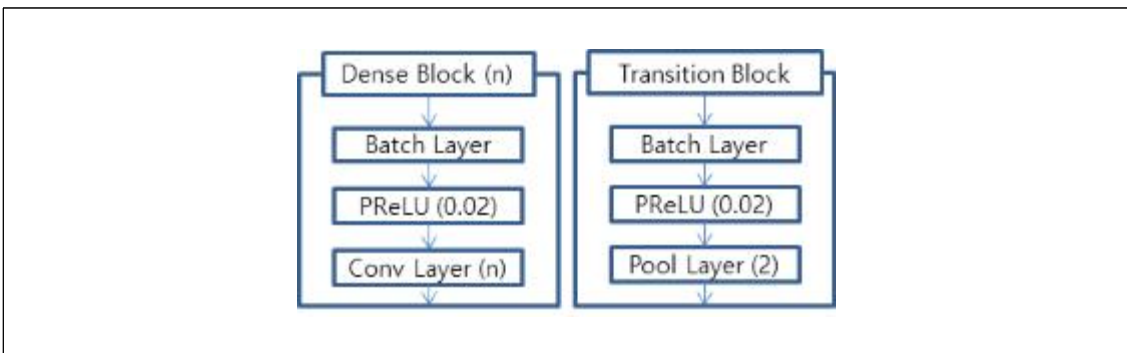 Dense Block (n)
Batch Layer
PReLU (0.02)
Conv Layer (n)
Transition Block
Batch Layer
PReLU (0.02)
Pool Layer (2)